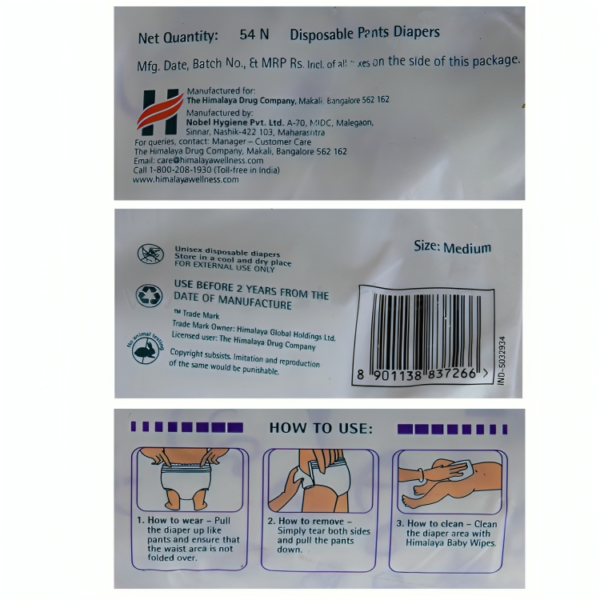 Net Quantity: 54 N Disposable Pants Diapers
Mfg. Date, Batch No., & MRP Rs. Incl. of all taxes on the side of this package.
Manufactured for:
The Himalaya Drug Company, Makali, Bangalore 562 162
Manufactured by:
Nobel Hygiene Pvt. Ltd. A-70, MIDC, Malegaon,
Sinnar, Nashik-422 103, Maharashtra
For queries, contact: Manager – Customer Care
The Himalaya Drug Company, Makali, Bangalore 562 162
Email: care@himalayawellness.com
Call 1-800-208-1930 (Toll-free in India)
www.himalayawellness.com
Unisex disposable diapers
Store in a cool and dry place
FOR EXTERNAL USE ONLY
Size: Medium
USE BEFORE 2 YEARS FROM THE
DATE OF MANUFACTURE
™ Trade Mark
Trade Mark Owner: Himalaya Global Holdings Ltd.
Licensed user: The Himalaya Drug Company
No animal testing
Copyright subsists. Imitation and reproduction
of the same would be punishable.
8 901138 837266 >
IND-5032934
HOW TO USE:
1. How to wear – Pull
the diaper up like
pants and ensure that
the waist area is not
folded over.
2. How to remove –
Simply tear both sides
and pull the pants
down.
3. How to clean – Clean
the diaper area with
Himalaya Baby Wipes.